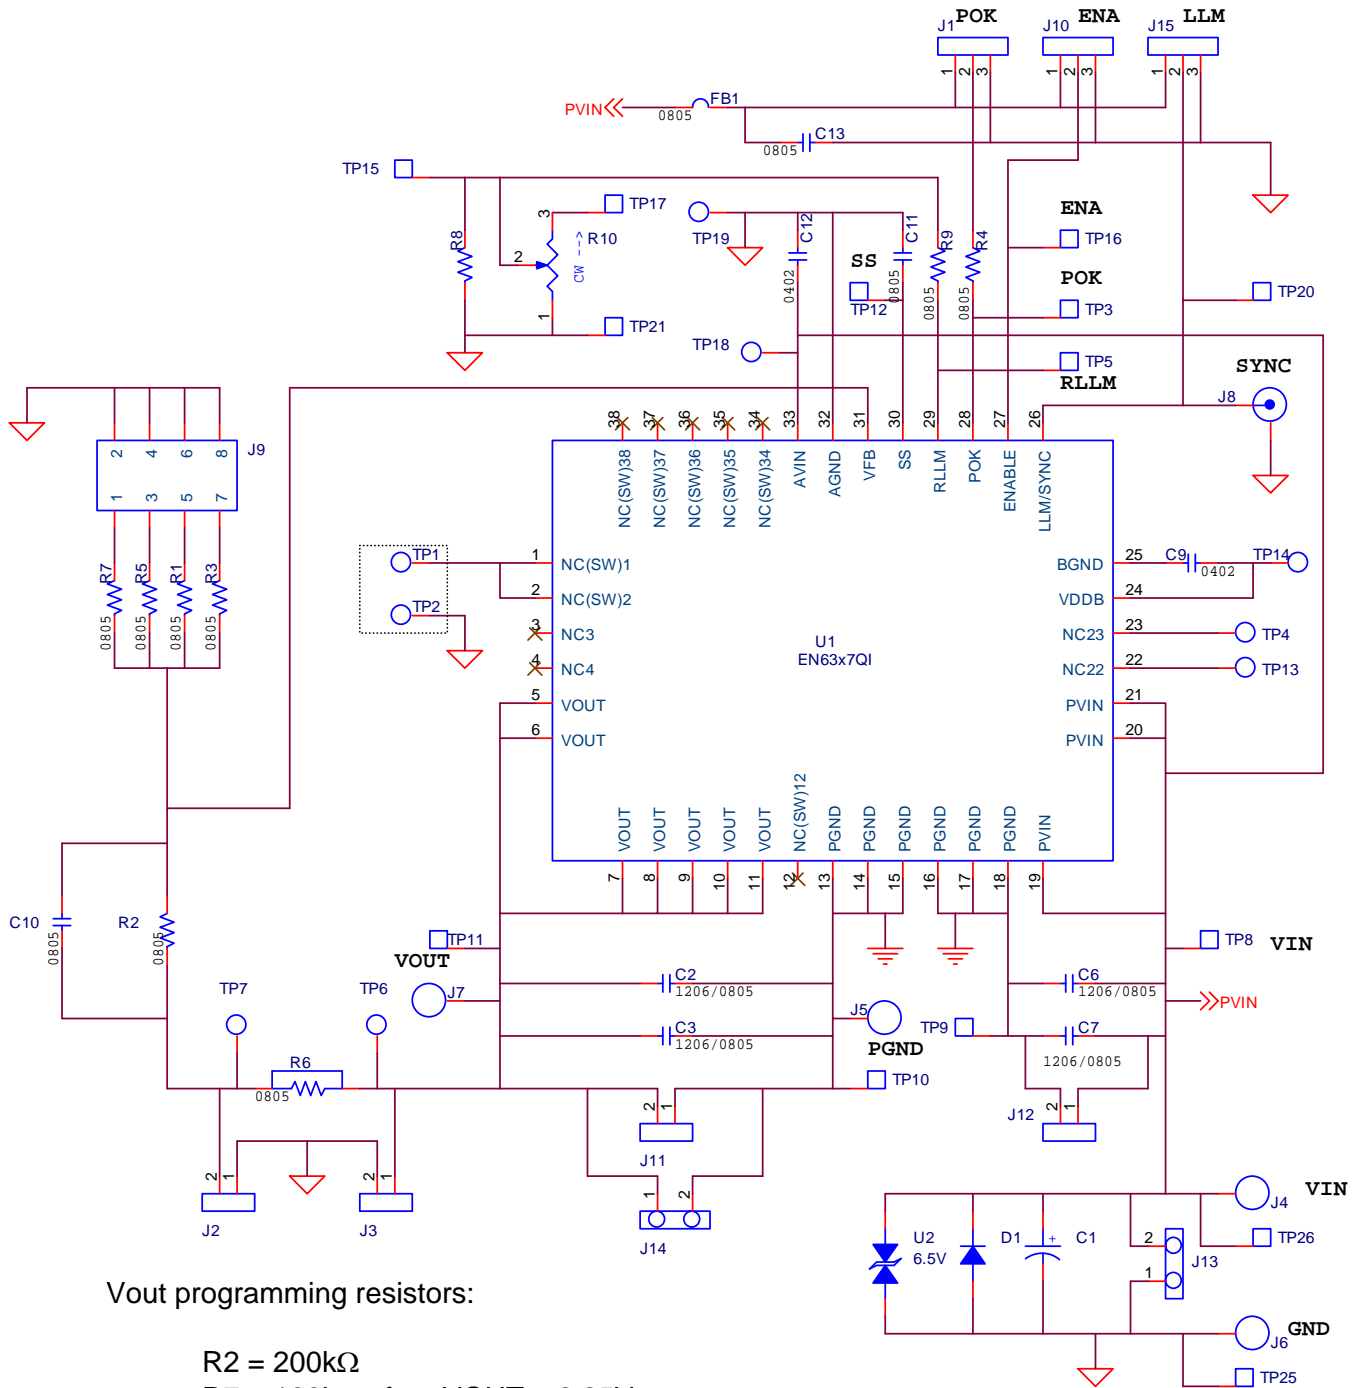 POK
ENA
LLM
J1
J10
J15
1
2
3
1
2
3
1
2
3
PVIN
FB1
0805
C13
0805
TP15
TP17
TP19
3
R10
2
CW -->
1
R8
TP21
C12
0402
C11
0805
SS
TP12
R9
0805
R4
0805
ENA
TP16
POK
TP3
TP20
TP18
TP5
RLLM
SYNC
J8
38
37
36
35
34
33
32
31
30
29
28
27
26
NC(SW)38
NC(SW)37
NC(SW)36
NC(SW)35
NC(SW)34
AVIN
AGND
VFB
SS
RLLM
POK
ENABLE
LLM/SYNC
J9
2
4
6
8
1
3
5
7
R7
R5
R1
R3
0805
0805
0805
0805
TP1
TP2
1
NC(SW)1
2
NC(SW)2
3
NC3
4
NC4
5
VOUT
6
VOUT
U1
EN63x7QI
BGND
25
C9
0402
TP14
VDDB
24
NC23
23
TP4
NC22
22
TP13
PVIN
21
PVIN
20
VOUT
VOUT
VOUT
VOUT
VOUT
NC(SW)12
PGND
PGND
PGND
PGND
PGND
PGND
PVIN
7
8
9
10
11
12
13
14
15
16
17
18
19
C10
0805
R2
0805
TP11
VOUT
J7
TP7
TP6
C2
1206/0805
C3
1206/0805
J5
PGND
TP10
TP9
C6
1206/0805
C7
1206/0805
TP8
VIN
PVIN
R6
0805
2
1
J2
2
1
J3
2
1
J11
1
2
J14
2
1
J12
VIN
J4
TP26
U2
6.5V
D1
C1
+
2
1
J13
GND
J6
TP25
Vout programming resistors:
R2 = 200kΩ